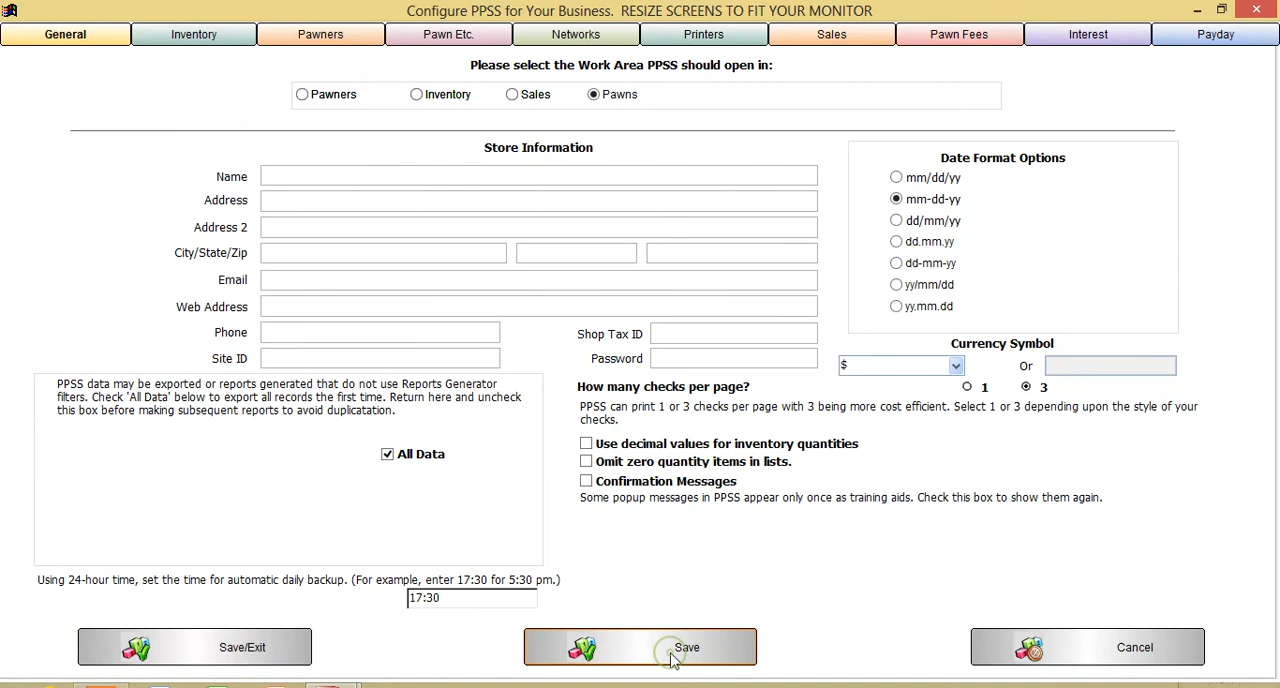 Configure PPSS for Your Business. RESIZE SCREENS TO FIT YOUR MONITOR
General Inventory Pawners Pawn Etc. Networks Printers Sales Pawn Fees Interest Payday
Please select the Work Area PPSS should open in:
Pawners Inventory Sales Pawns
Store Information
Name
Address
Address 2
City/State/Zip
Email
Web Address
Phone
Shop Tax ID
Site ID
Password
Date Format Options
mm/dd/yy
mm-dd-yy
dd/mm/yy
dd.mm.yy
dd-mm-yy
yy/mm/dd
yy.mm.dd
Currency Symbol
$ Or
PPSS data may be exported or reports generated that do not use Reports Generator
filters. Check 'All Data' below to export all records the first time. Return here and uncheck
this box before making subsequent reports to avoid duplicatation.
All Data
How many checks per page? 1 3
PPSS can print 1 or 3 checks per page with 3 being more cost efficient. Select 1 or 3 depending upon the style of your
checks.
Use decimal values for inventory quantities
Omit zero quantity items in lists.
Confirmation Messages
Some popup messages in PPSS appear only once as training aids. Check this box to show them again.
Using 24-hour time, set the time for automatic daily backup. (For example, enter 17:30 for 5:30 pm.)
17:30
Save/Exit Save Cancel